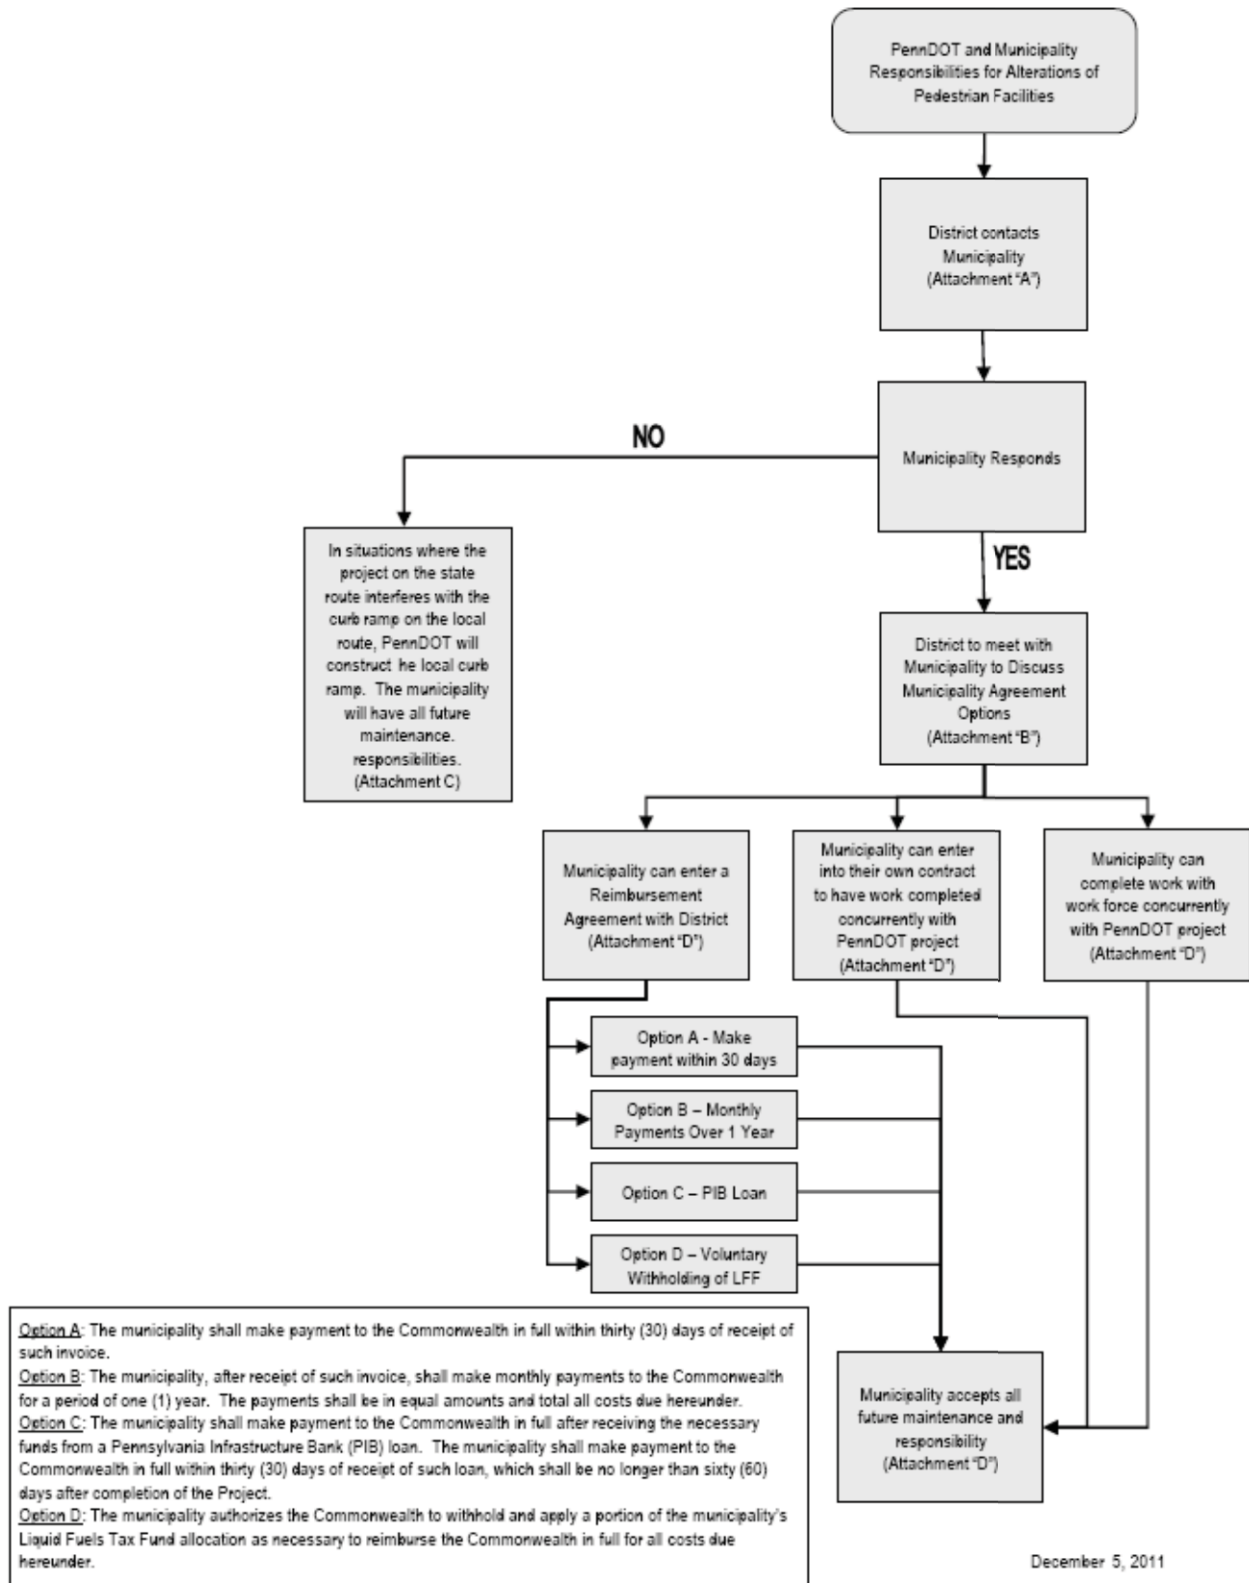 PennDOT and Municipality
Responsibilities for Alterations of
Pedestrian Facilities
District contacts
Municipality
(Attachment "A")
Municipality Responds
NO
YES
In situations where the
project on the state
route interferes with the
curb ramp on the local
route, PennDOT will
construct he local curb
ramp. The municipality
will have all future
maintenance.
responsibilities.
(Attachment C)
District to meet with
Municipality to Discuss
Municipality Agreement
Options
(Attachment "B")
Municipality can enter a
Reimbursement
Agreement with District
(Attachment "D")
Municipality can enter
into their own contract
to have work completed
concurrently with
PennDOT project
(Attachment "D")
Municipality can
complete work with
work force concurrently
with PennDOT project
(Attachment "D")
Option A - Make
payment within 30 days
Option B – Monthly
Payments Over 1 Year
Option C – PIB Loan
Option D – Voluntary
Withholding of LFF
Municipality accepts all
future maintenance and
responsibility
(Attachment "D")
Option A: The municipality shall make payment to the Commonwealth in full within thirty (30) days of receipt of
such invoice.
Option B: The municipality, after receipt of such invoice, shall make monthly payments to the Commonwealth
for a period of one (1) year. The payments shall be in equal amounts and total all costs due hereunder.
Option C: The municipality shall make payment to the Commonwealth in full after receiving the necessary
funds from a Pennsylvania Infrastructure Bank (PIB) loan. The municipality shall make payment to the
Commonwealth in full within thirty (30) days of receipt of such loan, which shall be no longer than sixty (60)
days after completion of the Project.
Option D: The municipality authorizes the Commonwealth to withhold and apply a portion of the municipality's
Liquid Fuels Tax Fund allocation as necessary to reimburse the Commonwealth in full for all costs due
hereunder.
December 5, 2011